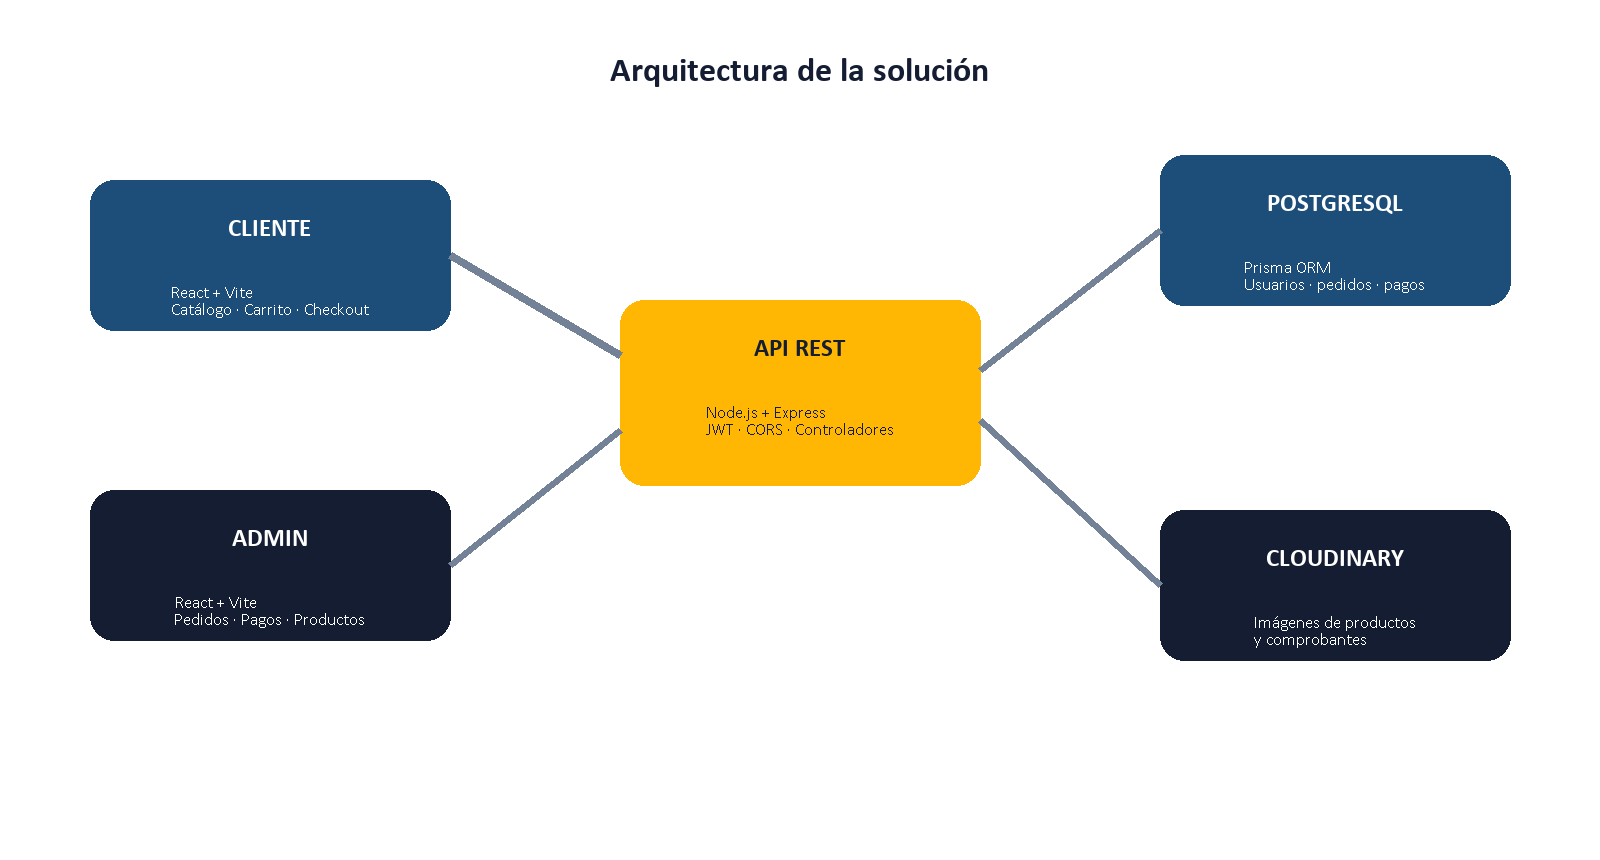 Arquitectura de la solución
CLIENTE
React + Vite
Catálogo · Carrito · Checkout
ADMIN
React + Vite
Pedidos · Pagos · Productos
API REST
Node.js + Express
JWT · CORS · Controladores
POSTGRESQL
Prisma ORM
Usuarios · pedidos · pagos
CLOUDINARY
Imágenes de productos
y comprobantes